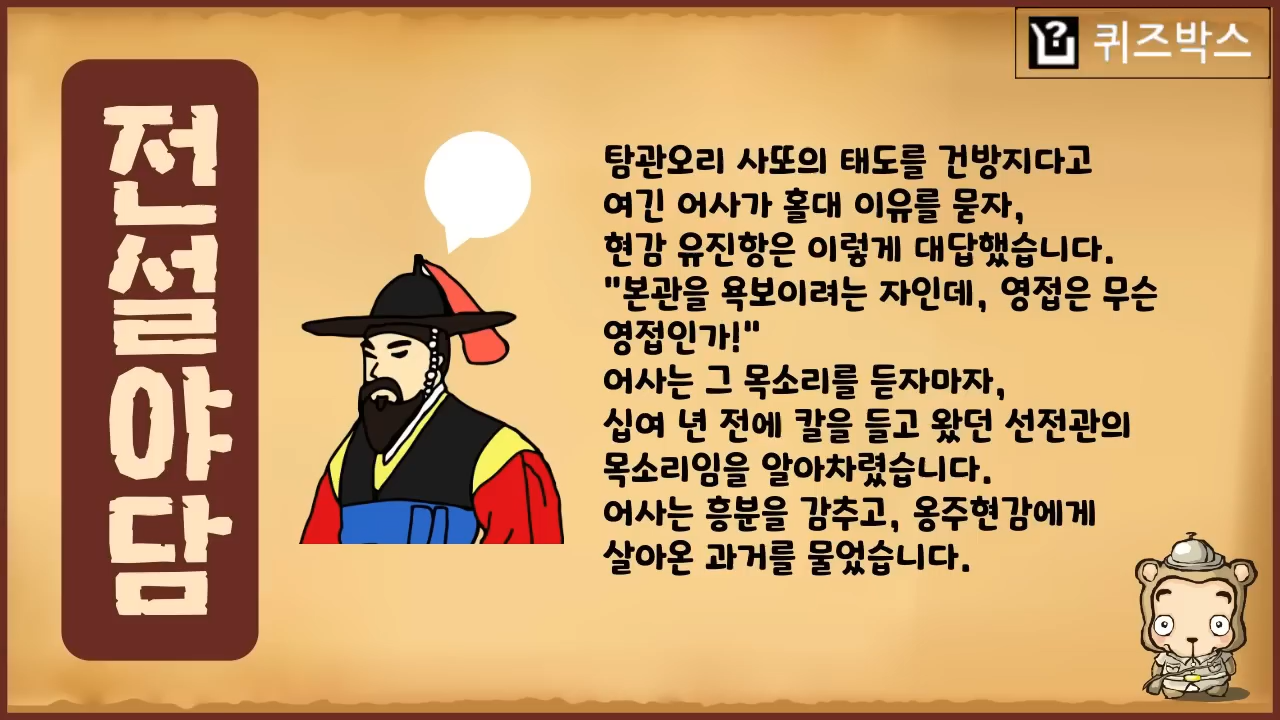 퀴즈박스
전설야담
탐관오리 사또의 태도를 건방지다고
여긴 어사가 홀대 이유를 묻자,
현감 유진항은 이렇게 대답했습니다.
"본관을 욕보이려는 자인데, 영접은 무슨
영접인가!"
어사는 그 목소리를 듣자마자,
십여 년 전에 칼을 들고 왔던 선전관의
목소리임을 알아차렸습니다.
어사는 흥분을 감추고, 옹주현감에게
살아온 과거를 물었습니다.